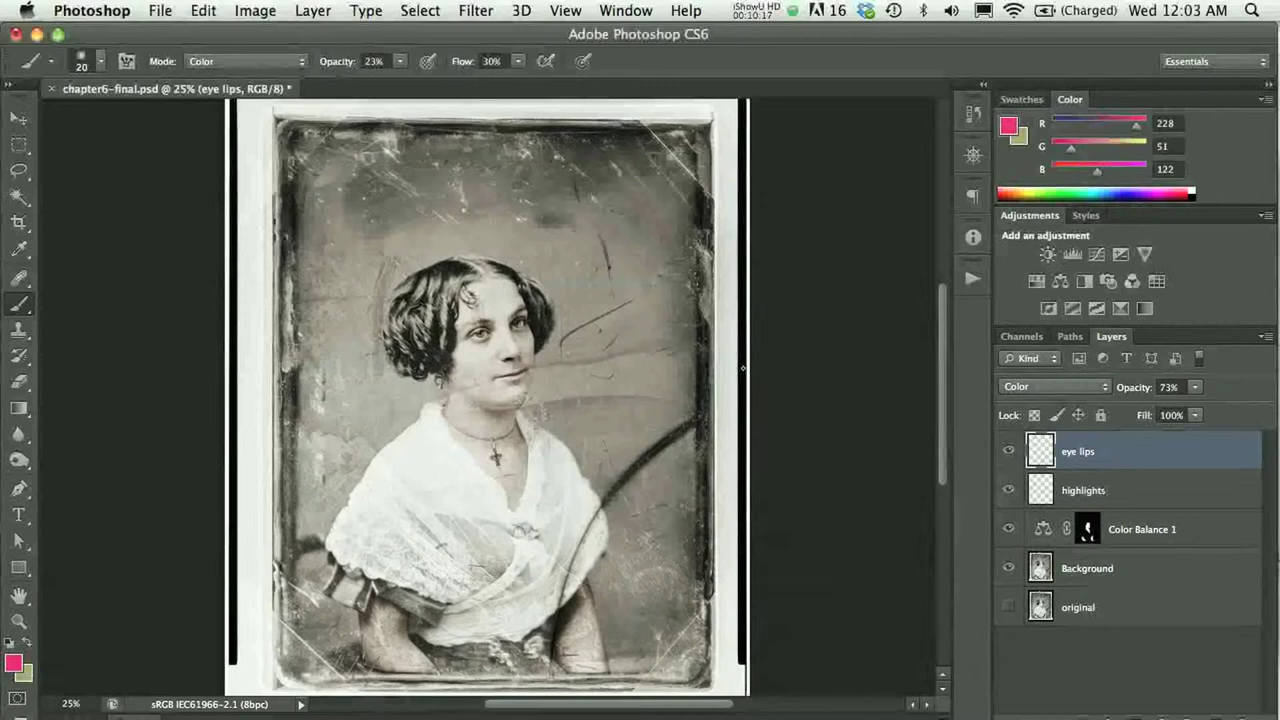 Photoshop File Edit Image Layer Type Select Filter 3D View Window Help iShowU HD 00:10:17 16 (Charged) Wed 12:03 AM
Adobe Photoshop CS6
20 Mode: Color Opacity: 23% Flow: 30% Essentials
× chapter6-final.psd @ 25% (eye lips, RGB/8) *
Swatches Color
R 228
G 51
B 122
Adjustments Styles
Add an adjustment
Channels Paths Layers
Kind
Color Opacity: 73%
Lock: Fill: 100%
eye lips
highlights
Color Balance 1
Background
original
25% sRGB IEC61966-2.1 (8bpc)